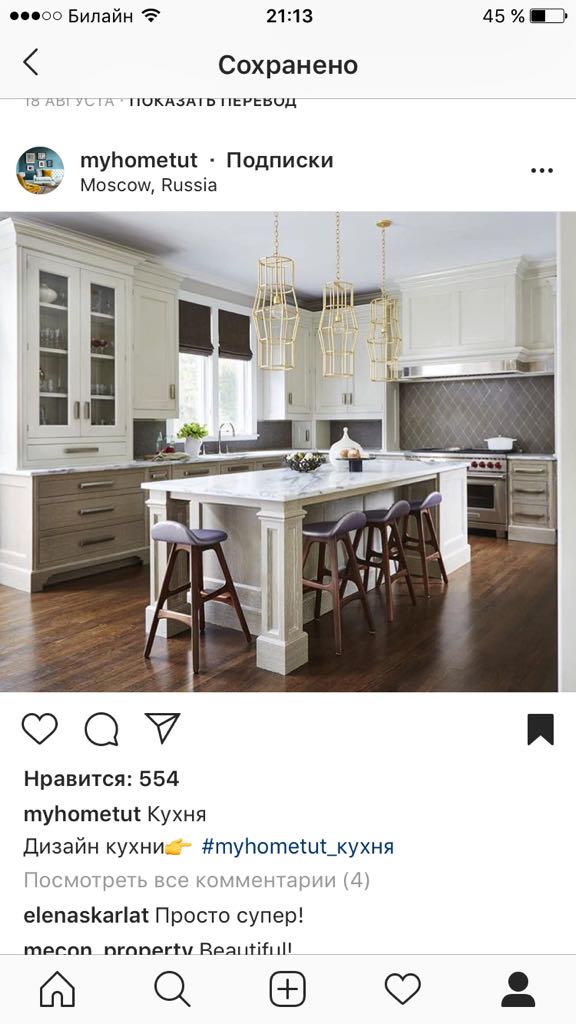 Билайн 21:13 45 %
Сохранено
18 АВГУСТА · ПОКАЗАТЬ ПЕРЕВОД
myhometut · Подписки
Moscow, Russia
Нравится: 554
myhometut Кухня
Дизайн кухни👉 #myhometut_кухня
Посмотреть все комментарии (4)
elenaskarlat Просто супер!
mecon_property Beautiful!